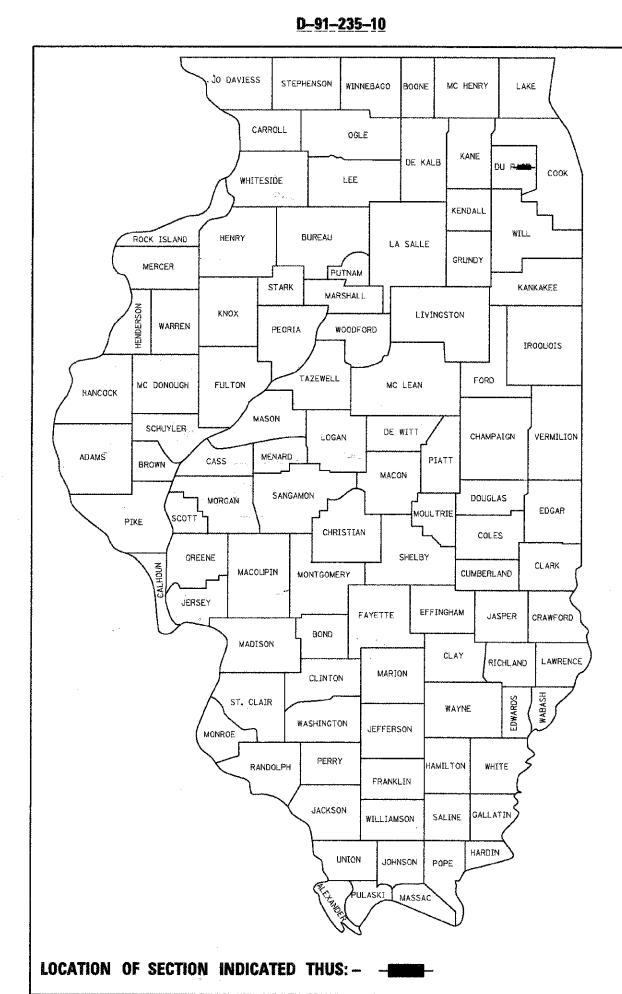 D-91-235-10
JO DAVIESS
STEPHENSON
WINNEBAGO
BOONE
MC HENRY
LAKE
CARROLL
OGLE
DE KALB
KANE
DU
COOK
WHITESIDE
LEE
KENDALL
WILL
ROCK ISLAND
HENRY
BUREAU
LA SALLE
GRUNDY
MERCER
PUTNAM
STARK
MARSHALL
KANKAKEE
HENDERSON
WARREN
KNOX
PEORIA
WOODFORD
LIVINGSTON
IROQUOIS
HANCOCK
MC DONOUGH
FULTON
TAZEWELL
MC LEAN
FORD
MASON
SCHUYLER
LOGAN
DE WITT
CHAMPAIGN
VERMILION
ADAMS
BROWN
CASS
MENARD
MACON
PIATT
MORGAN
SANGAMON
DOUGLAS
EDGAR
PIKE
SCOTT
CHRISTIAN
MOULTRIE
COLES
GREENE
MACOUPIN
MONTGOMERY
SHELBY
CUMBERLAND
CLARK
CALHOUN
JERSEY
FAYETTE
EFFINGHAM
JASPER
CRAWFORD
MADISON
BOND
CLAY
RICHLAND
LAWRENCE
CLINTON
MARION
ST. CLAIR
WAYNE
EDWARDS
WABASH
MONROE
WASHINGTON
JEFFERSON
RANDOLPH
PERRY
HAMILTON
WHITE
FRANKLIN
JACKSON
WILLIAMSON
SALINE
GALLATIN
UNION
JOHNSON
POPE
HARDIN
ALEXANDER
PULASKI
MASSAC
LOCATION OF SECTION INDICATED THUS: -